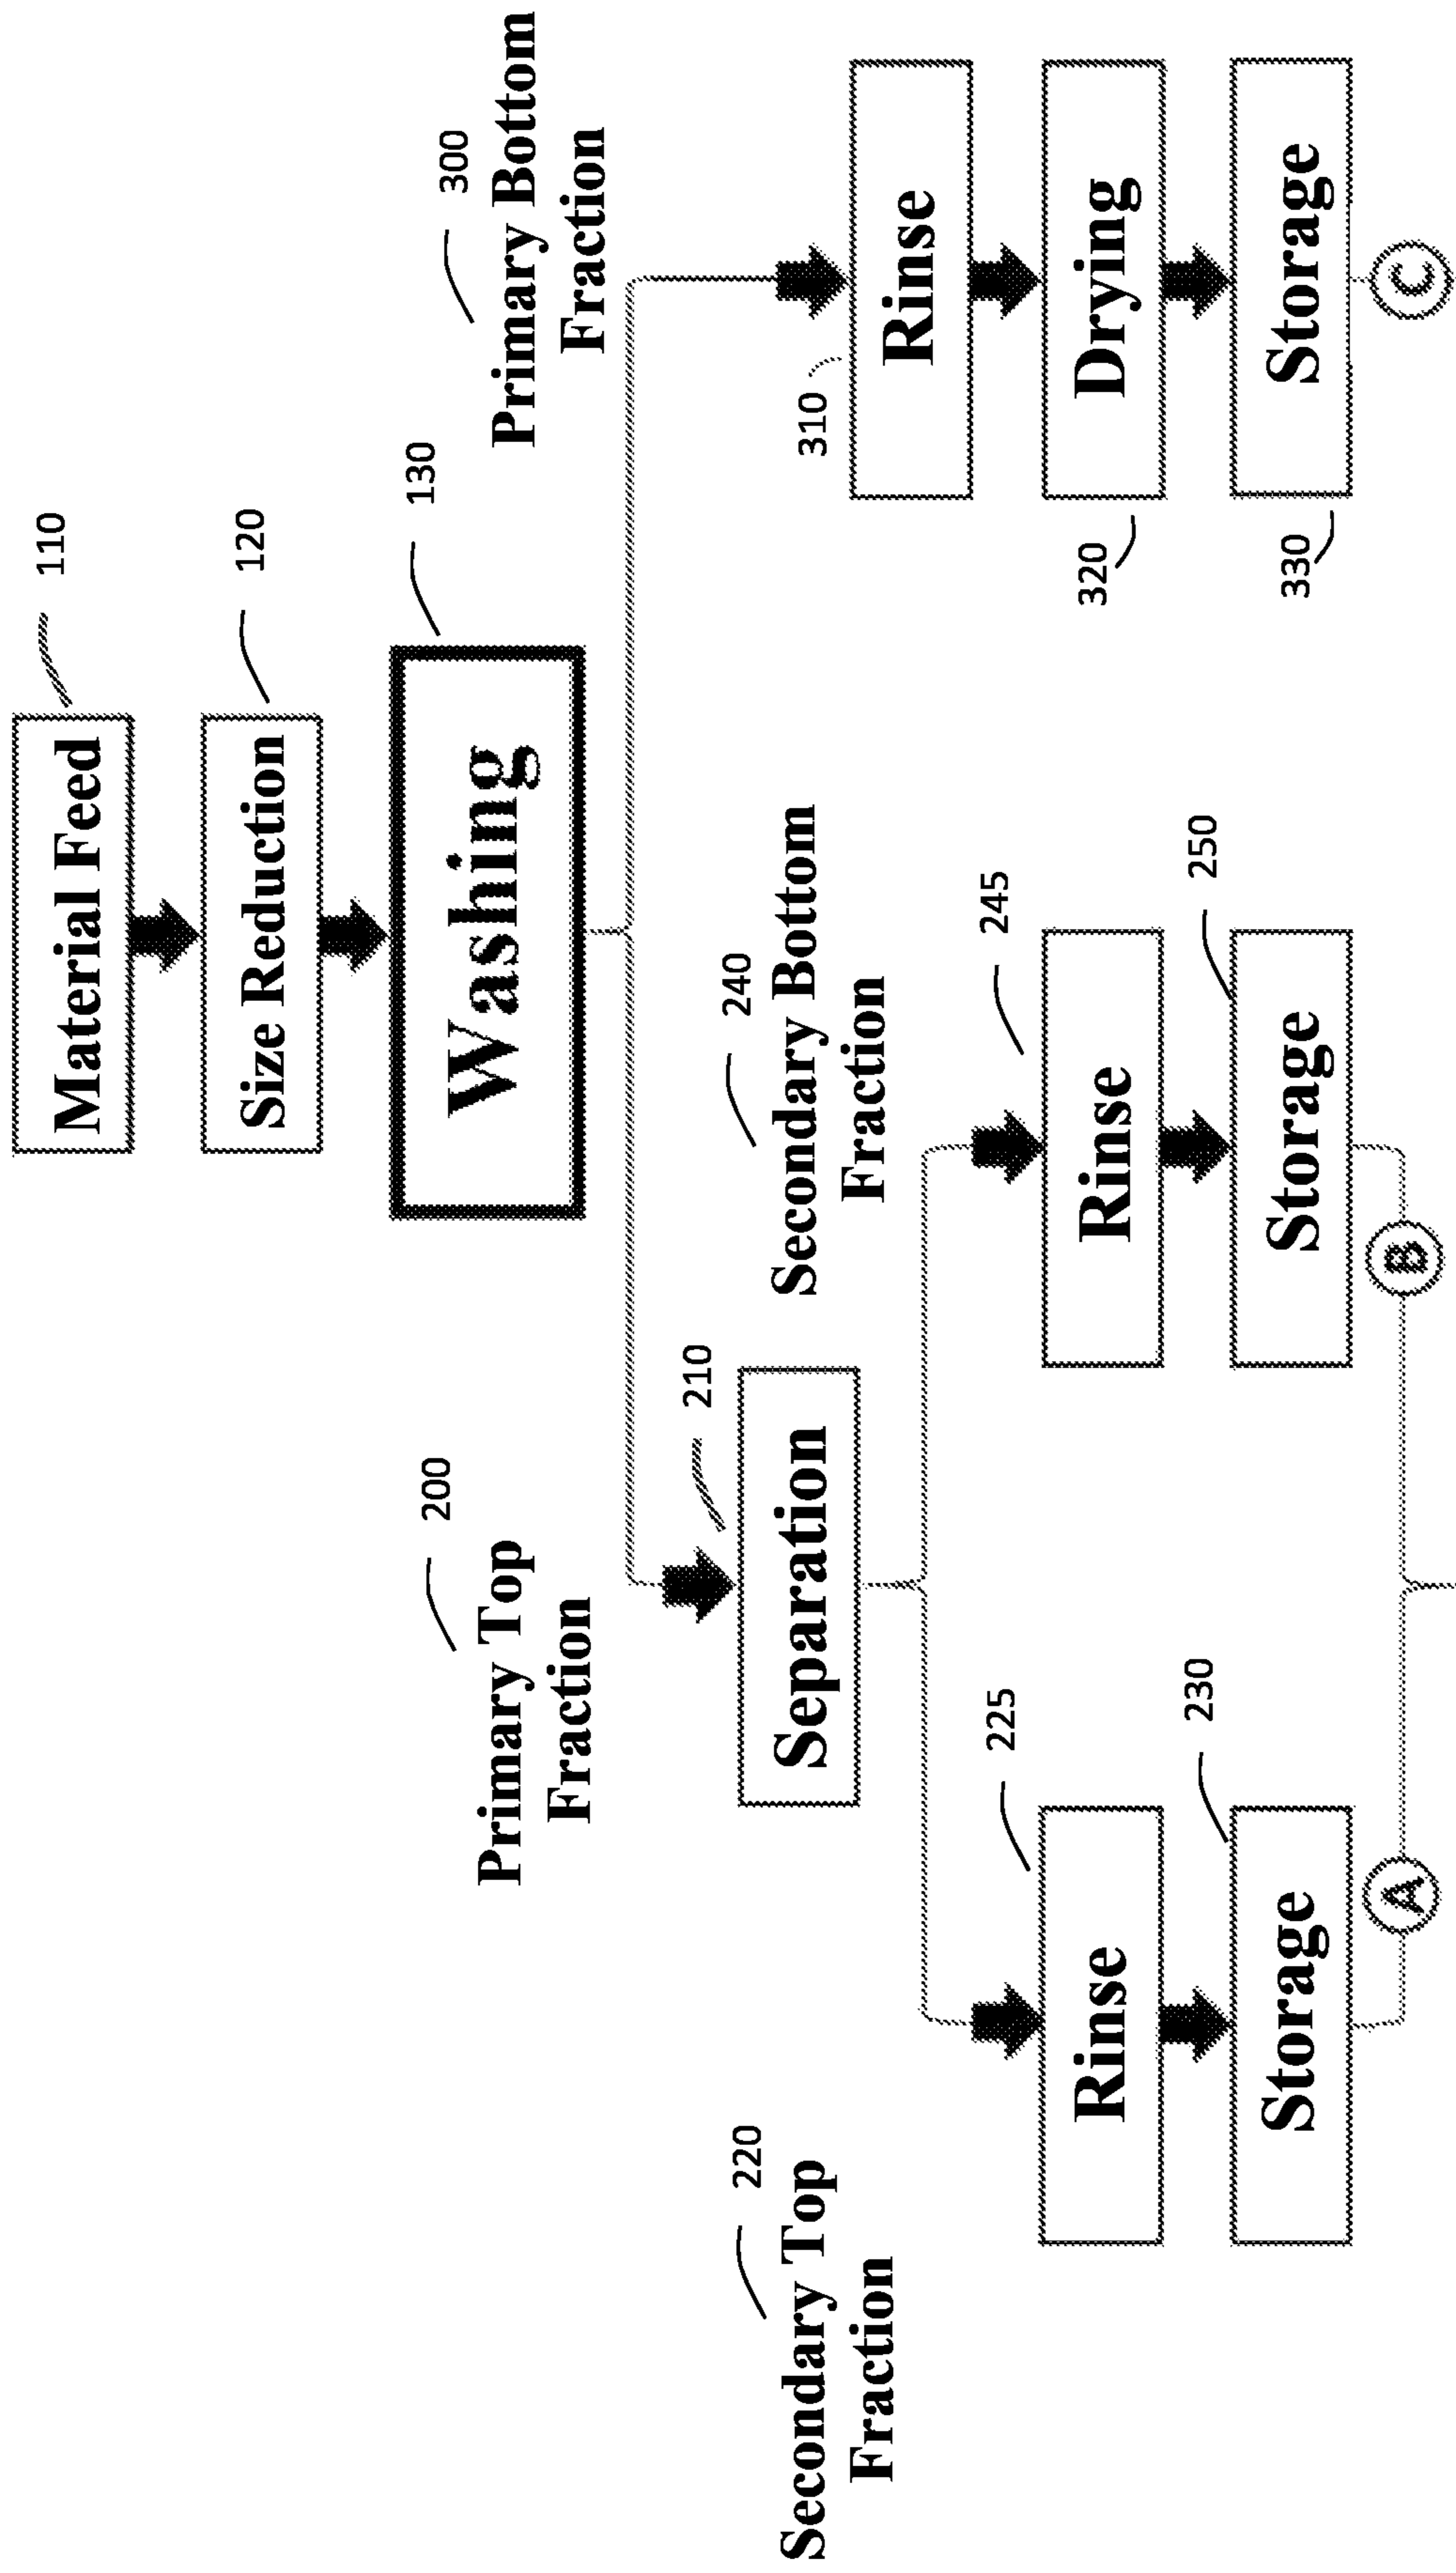 110
Material Feed
120
Size Reduction
130
Washing
200
Primary Top
Fraction
300
Primary Bottom
Fraction
210
Separation
220
Secondary Top
Fraction
240
Secondary Bottom
Fraction
310
Rinse
225
Rinse
245
Rinse
320
Drying
230
Storage
250
Storage
330
Storage
A
B
C